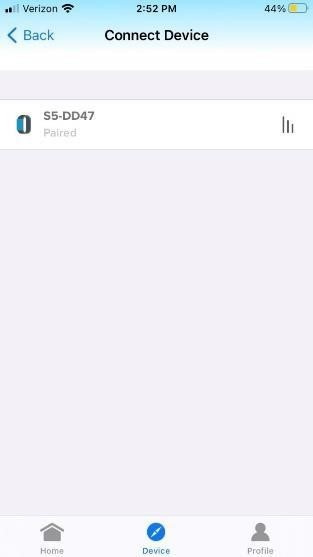 Verizon 2:52 PM 44%
Back Connect Device
S5-DD47
Paired
Home Device Profile